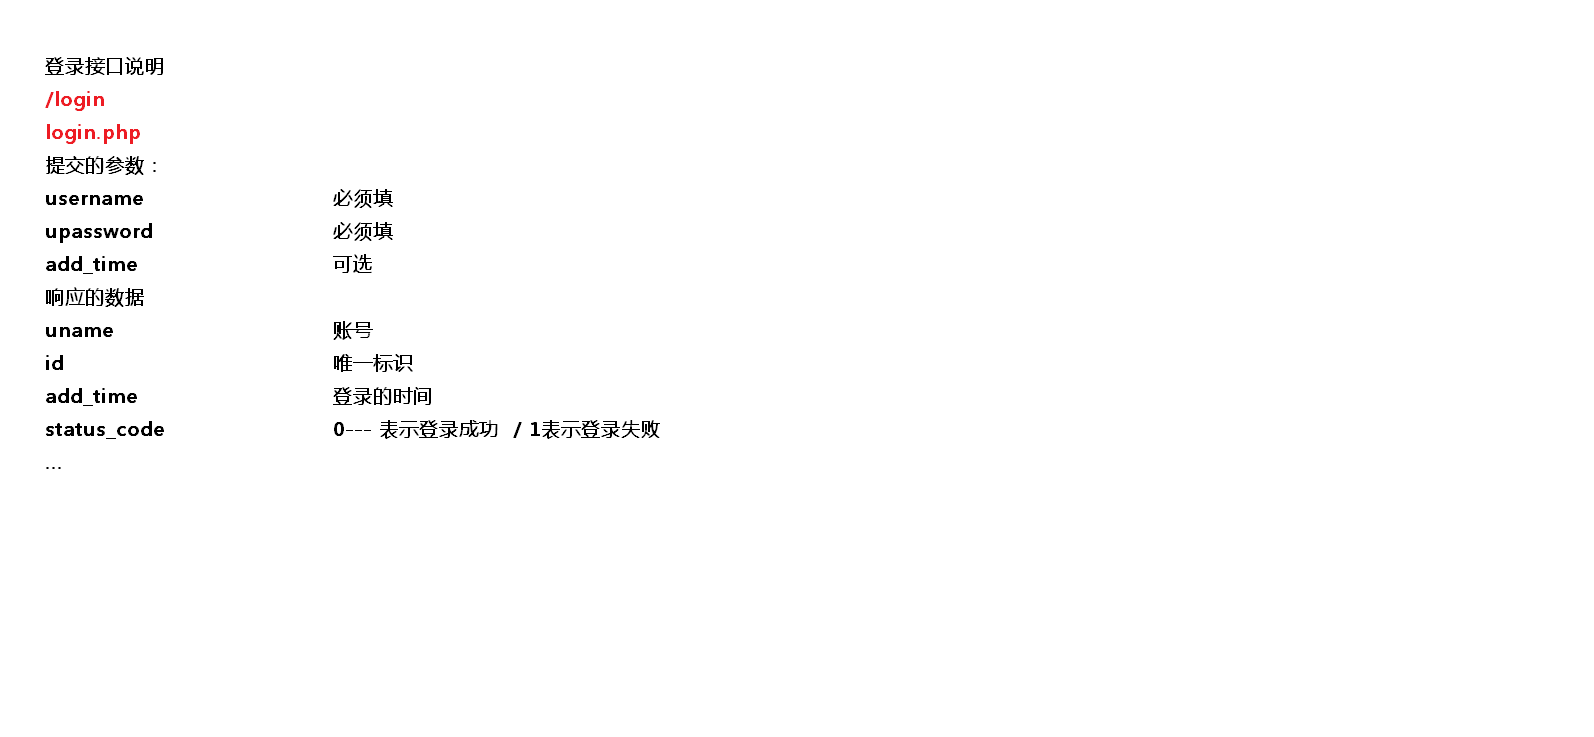 登录接口说明
/login
login.php
提交的参数：
username 必须填
upassword 必须填
add_time 可选
响应的数据
uname 账号
id 唯一标识
add_time 登录的时间
status_code 0--- 表示登录成功 / 1表示登录失败
...